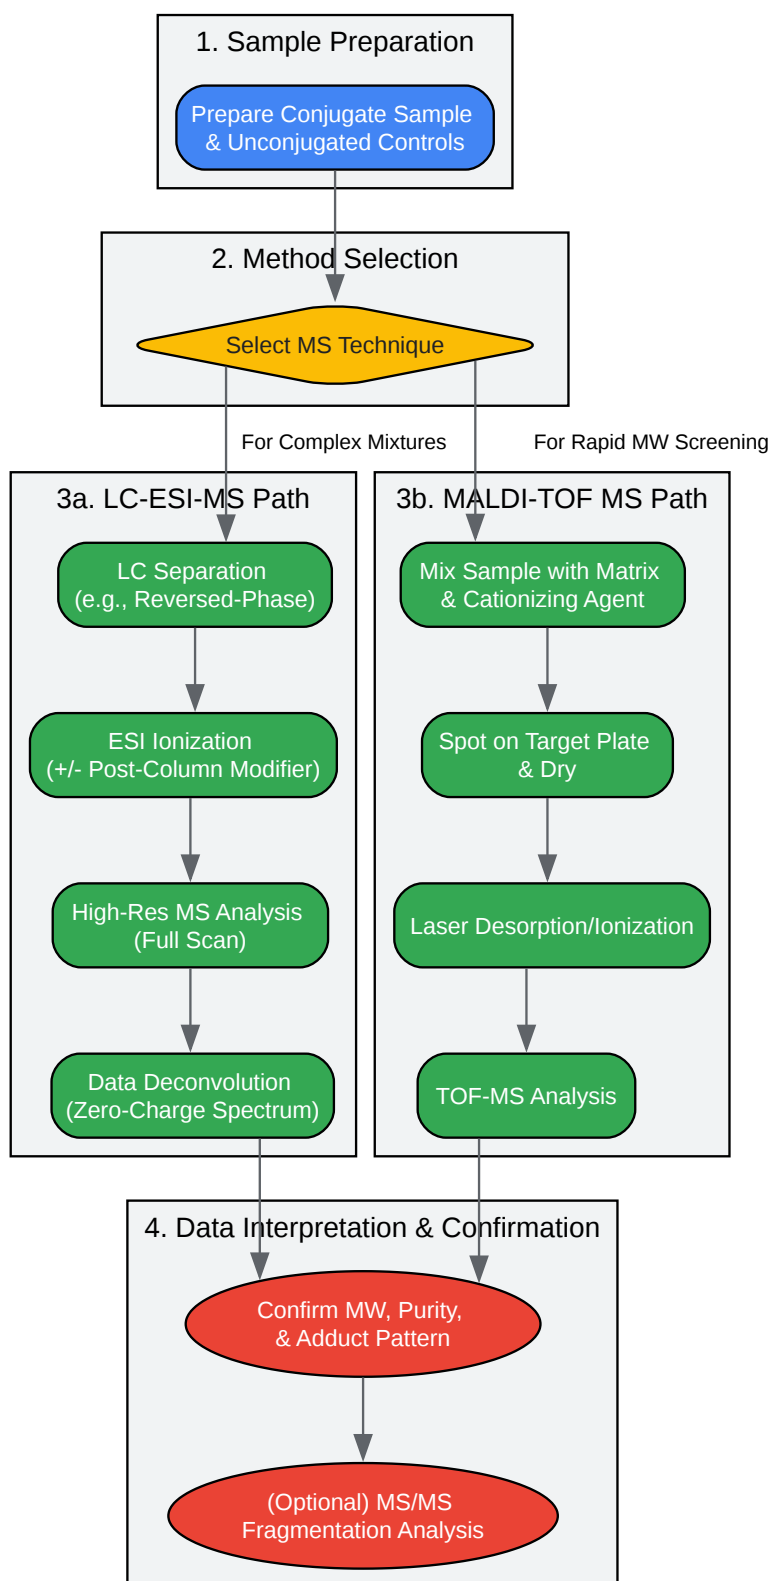 1. Sample Preparation
Prepare Conjugate Sample
& Unconjugated Controls
2. Method Selection
Select MS Technique
For Complex Mixtures
For Rapid MW Screening
3a. LC-ESI-MS Path
LC Separation
(e.g., Reversed-Phase)
ESI Ionization
(+/- Post-Column Modifier)
High-Res MS Analysis
(Full Scan)
Data Deconvolution
(Zero-Charge Spectrum)
3b. MALDI-TOF MS Path
Mix Sample with Matrix
& Cationizing Agent
Spot on Target Plate
& Dry
Laser Desorption/Ionization
TOF-MS Analysis
4. Data Interpretation & Confirmation
Confirm MW, Purity,
& Adduct Pattern
(Optional) MS/MS
Fragmentation Analysis